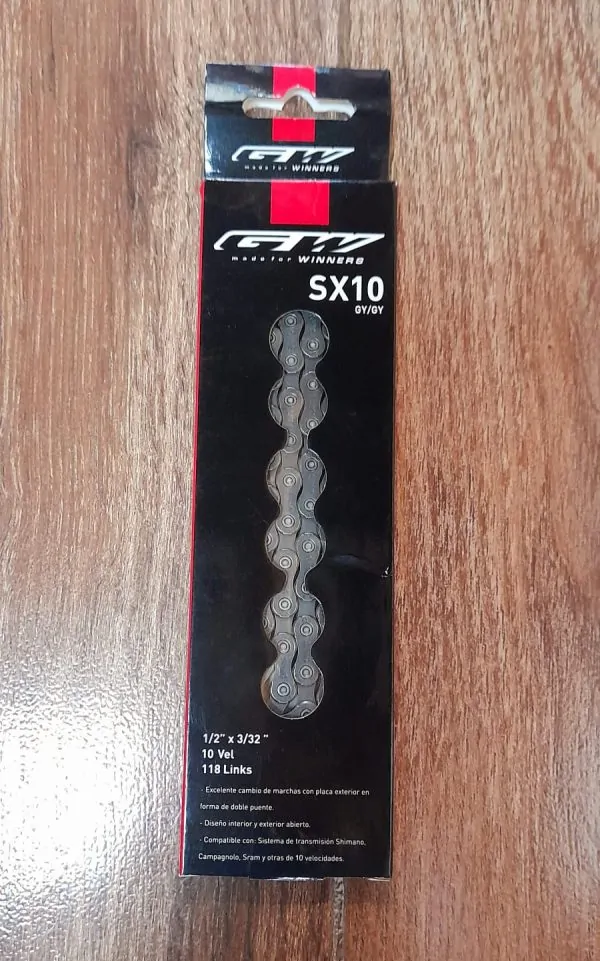 GW
made for WINNERS
GW
made for WINNERS
SX10
GY/GY
1/2" x 3/32 "
10 Vel
118 Links
- Excelente cambio de marchas con placa exterior en
forma de doble puente.
- Diseño interior y exterior abierto.
- Compatible con: Sistema de transmisión Shimano,
Campagnolo, Sram y otras de 10 velocidades.